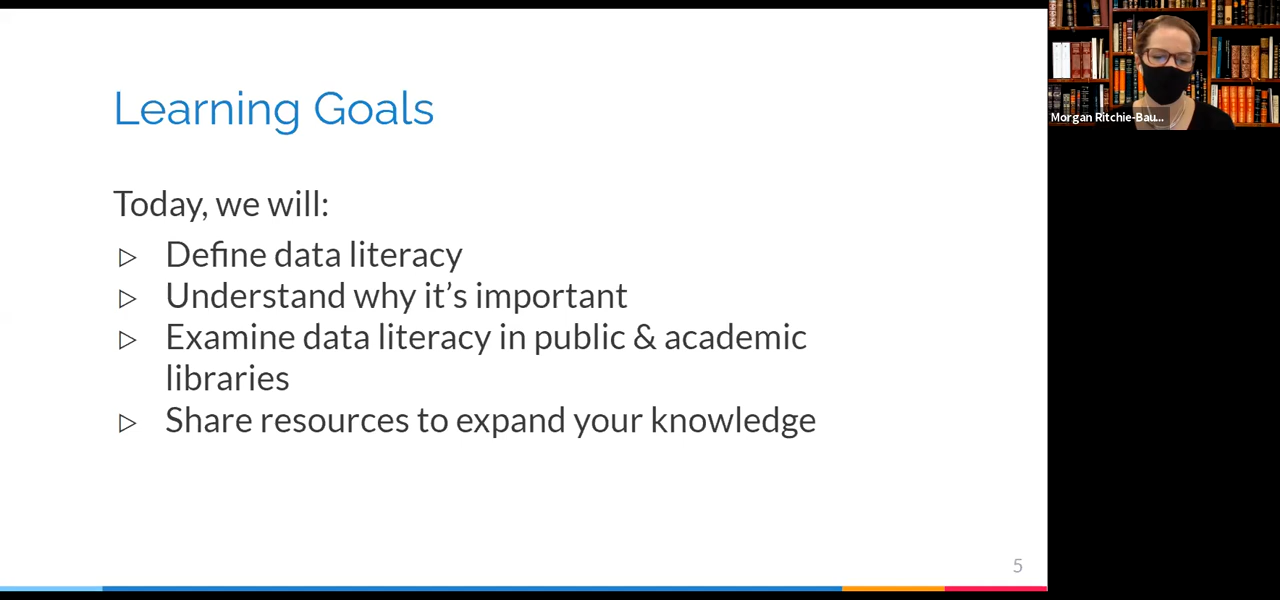 Learning Goals
Today, we will:
▷ Define data literacy
▷ Understand why it's important
▷ Examine data literacy in public & academic
libraries
▷ Share resources to expand your knowledge
5
Morgan Ritchie-Bau...